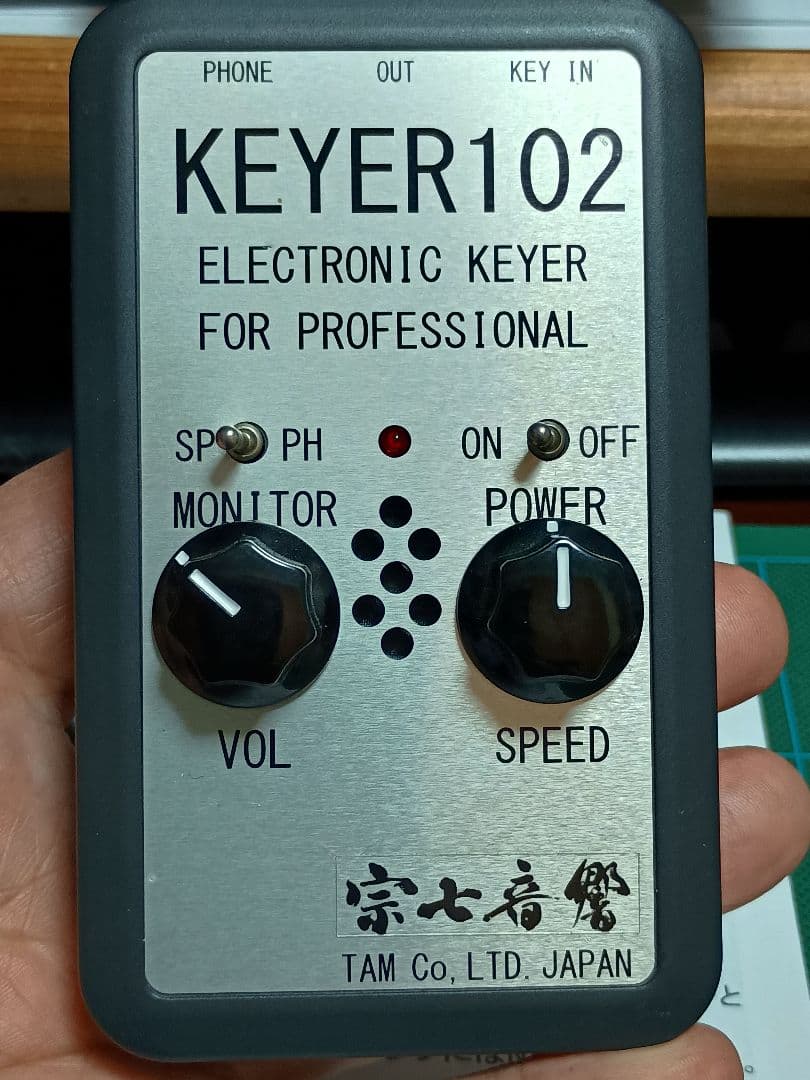 PHONE OUT KEY IN
KEYER102
ELECTRONIC KEYER
FOR PROFESSIONAL
SP PH ON OFF
MONITOR POWER
VOL SPEED
宗七音響
TAM Co,LTD. JAPAN
と